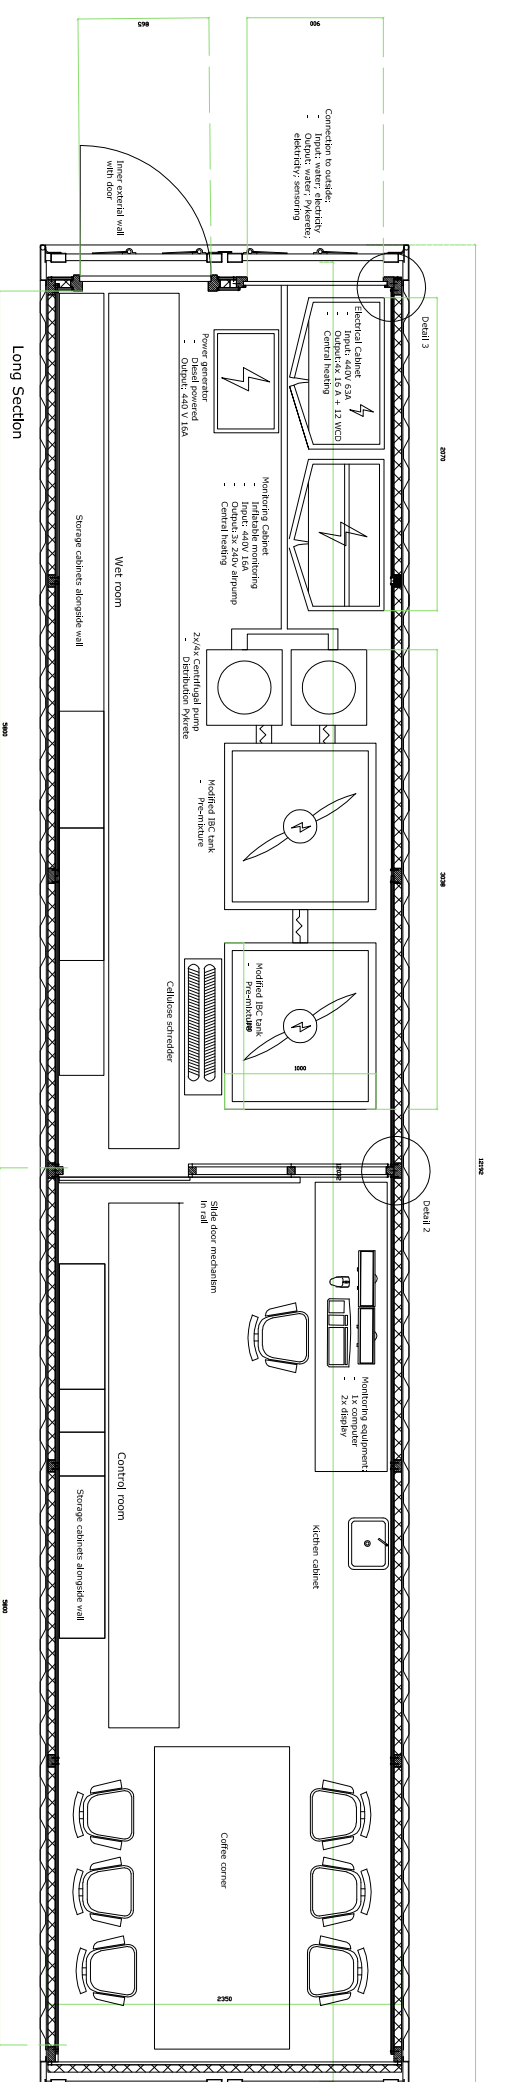 865
900
Connection to outside:
- Input: water; electricity
- Output: water; Pykerete;
elektricity; sensoring
Inner exterial wall
with door
Detail 3
Electrical Cabinet
- Input: 440V 63A
- Output:4x 16 A + 12 WCD
- Central heating
Power generator
- Diesel powered
- Output: 440 V 16A
Long Section
2070
Monitoring Cabinet
- Inflatable monitoring
- Input: 440V 16A
- Output: 3x 240v airpump
- Central heating
Storage cabinets alongside wall
Wet room
2x/4x Centrifugal pump
- Distribution Pykrete
5800
Modified IBC tank
- Pre-mixture
3038
Modified IBC tank
- Pre-mixture
Cellulose schredder
1000
12032
12192
Detail 2
Slide door mechanism
in rail
Monitoring equipment:
- 1x computer
- 2x display
Control room
Storage cabinets alongside wall
Kicthen cabinet
5800
Coffee corner
2350